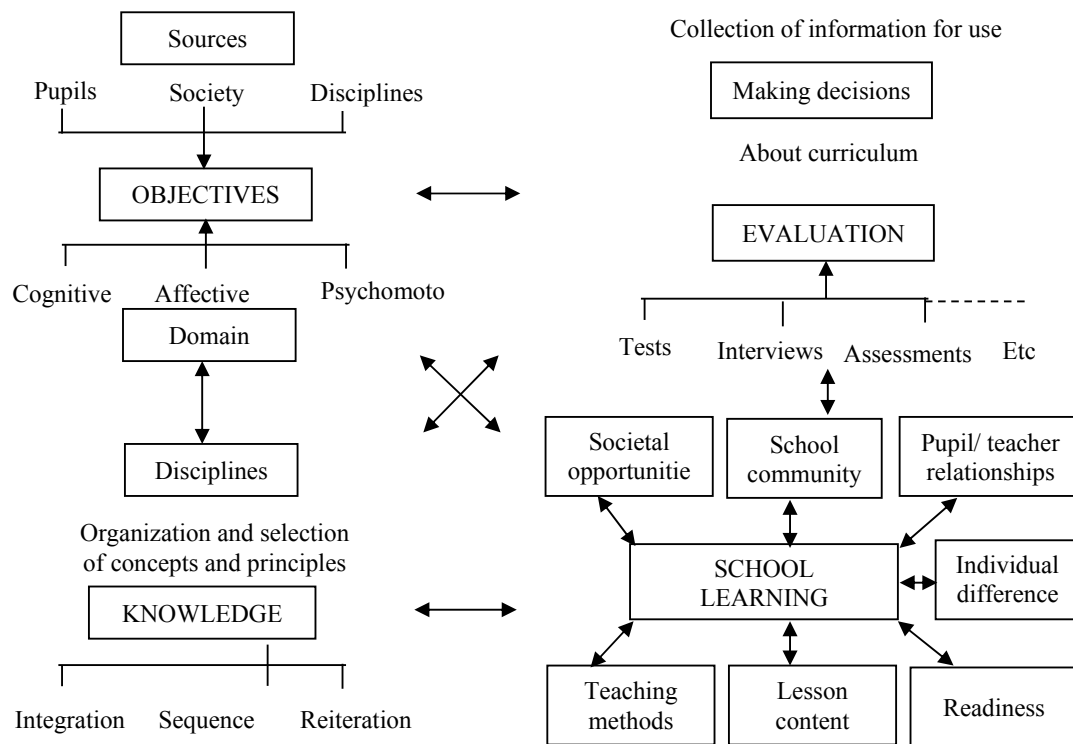 Sources
Pupils
Society
Disciplines
OBJECTIVES
Cognitive
Affective
Psychomoto
Domain
Disciplines
Organization and selection
of concepts and principles
KNOWLEDGE
Integration
Sequence
Reiteration
Collection of information for use
Making decisions
About curriculum
EVALUATION
Tests
Interviews
Assessments
Etc
Societal
opportunitie
School
community
Pupil/ teacher
relationships
SCHOOL
LEARNING
Individual
difference
Teaching
methods
Lesson
content
Readiness